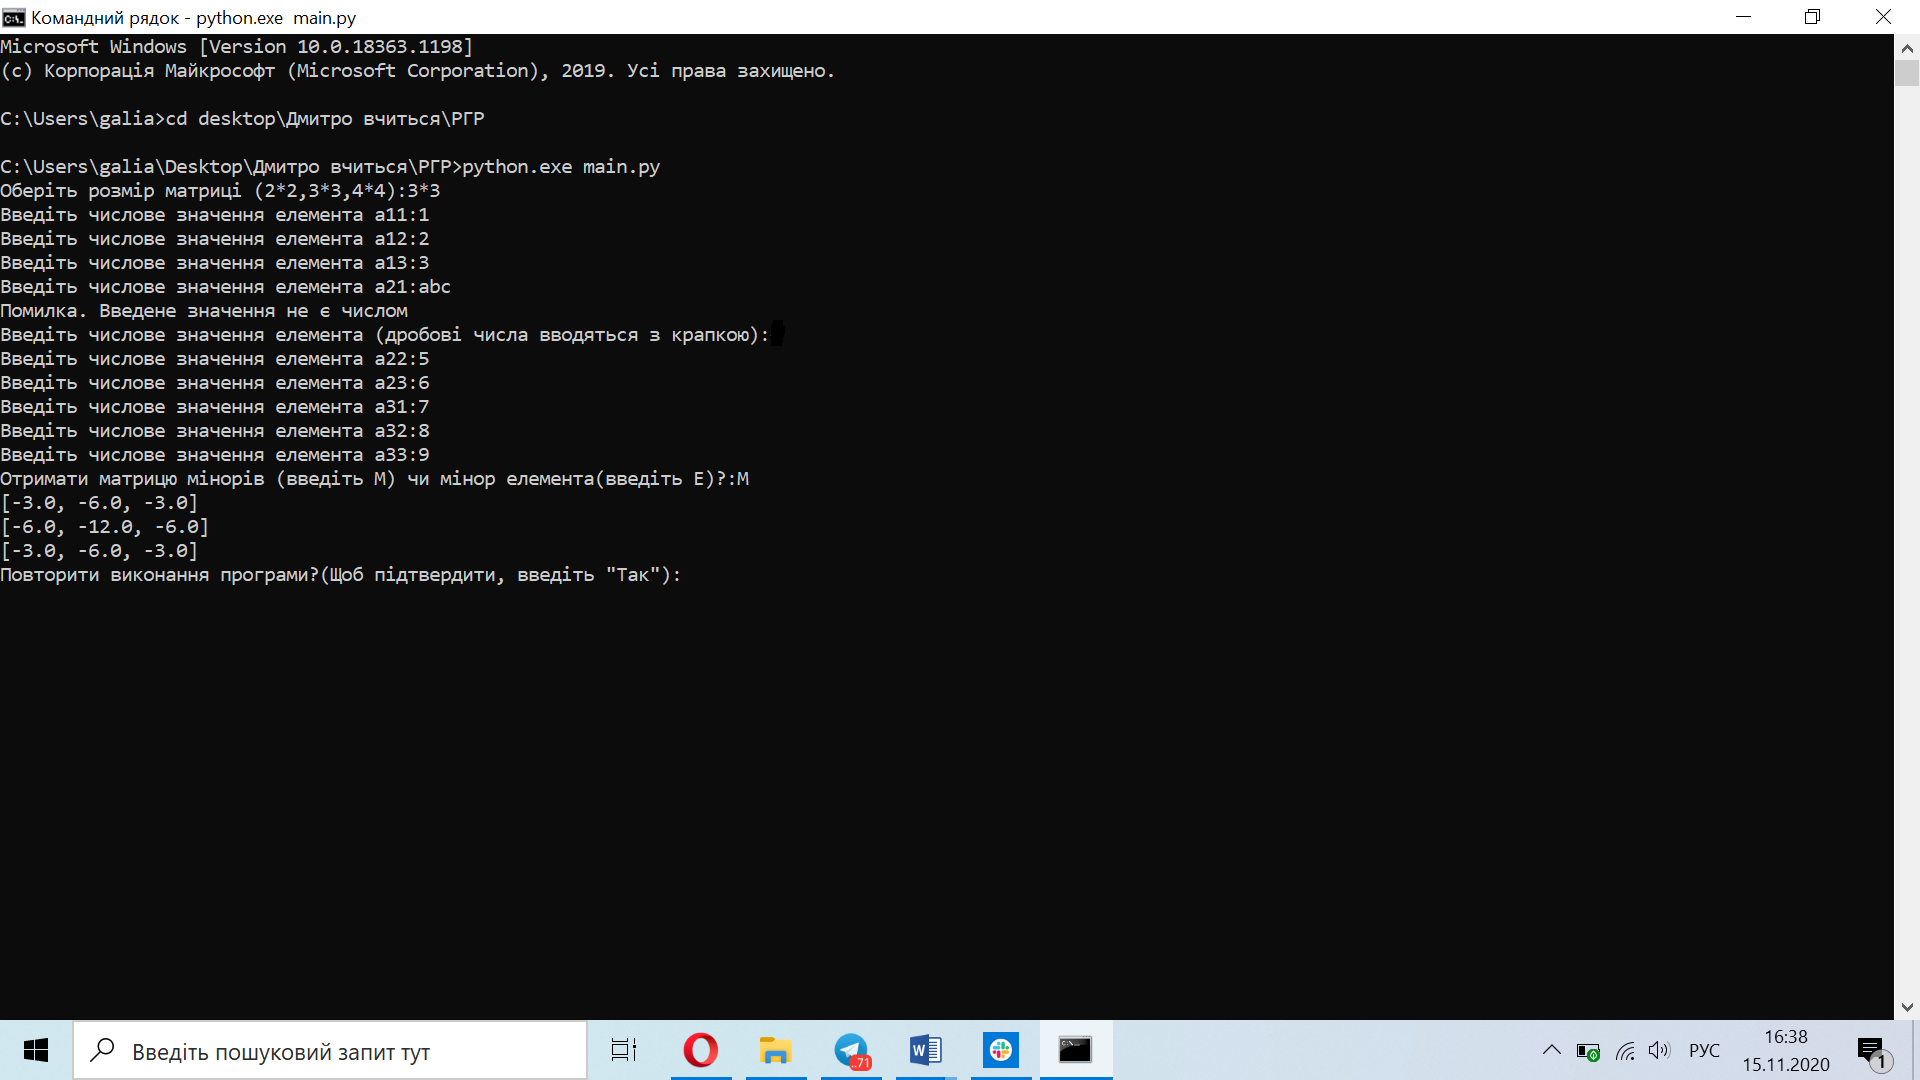 Командний рядок - python.exe  main.py
Microsoft Windows [Version 10.0.18363.1198]
(c) Корпорація Майкрософт (Microsoft Corporation), 2019. Усі права захищено.
C:\Users\galia>cd desktop\Дмитро вчиться\РГР
C:\Users\galia\Desktop\Дмитро вчиться\РГР>python.exe main.py
Оберіть розмір матриці (2*2,3*3,4*4):3*3
Введіть числове значення елемента a11:1
Введіть числове значення елемента a12:2
Введіть числове значення елемента a13:3
Введіть числове значення елемента a21:abc
Помилка. Введене значення не є числом
Введіть числове значення елемента (дробові числа вводяться з крапкою):
Введіть числове значення елемента a22:5
Введіть числове значення елемента a23:6
Введіть числове значення елемента a31:7
Введіть числове значення елемента a32:8
Введіть числове значення елемента a33:9
Отримати матрицю мінорів (введіть М) чи мінор елемента(введіть Е)?:М
[-3.0, -6.0, -3.0]
[-6.0, -12.0, -6.0]
[-3.0, -6.0, -3.0]
Повторити виконання програми?(Щоб підтвердити, введіть "Так"):
Введіть пошуковий запит тут
..71
РУС
16:38
15.11.2020
1